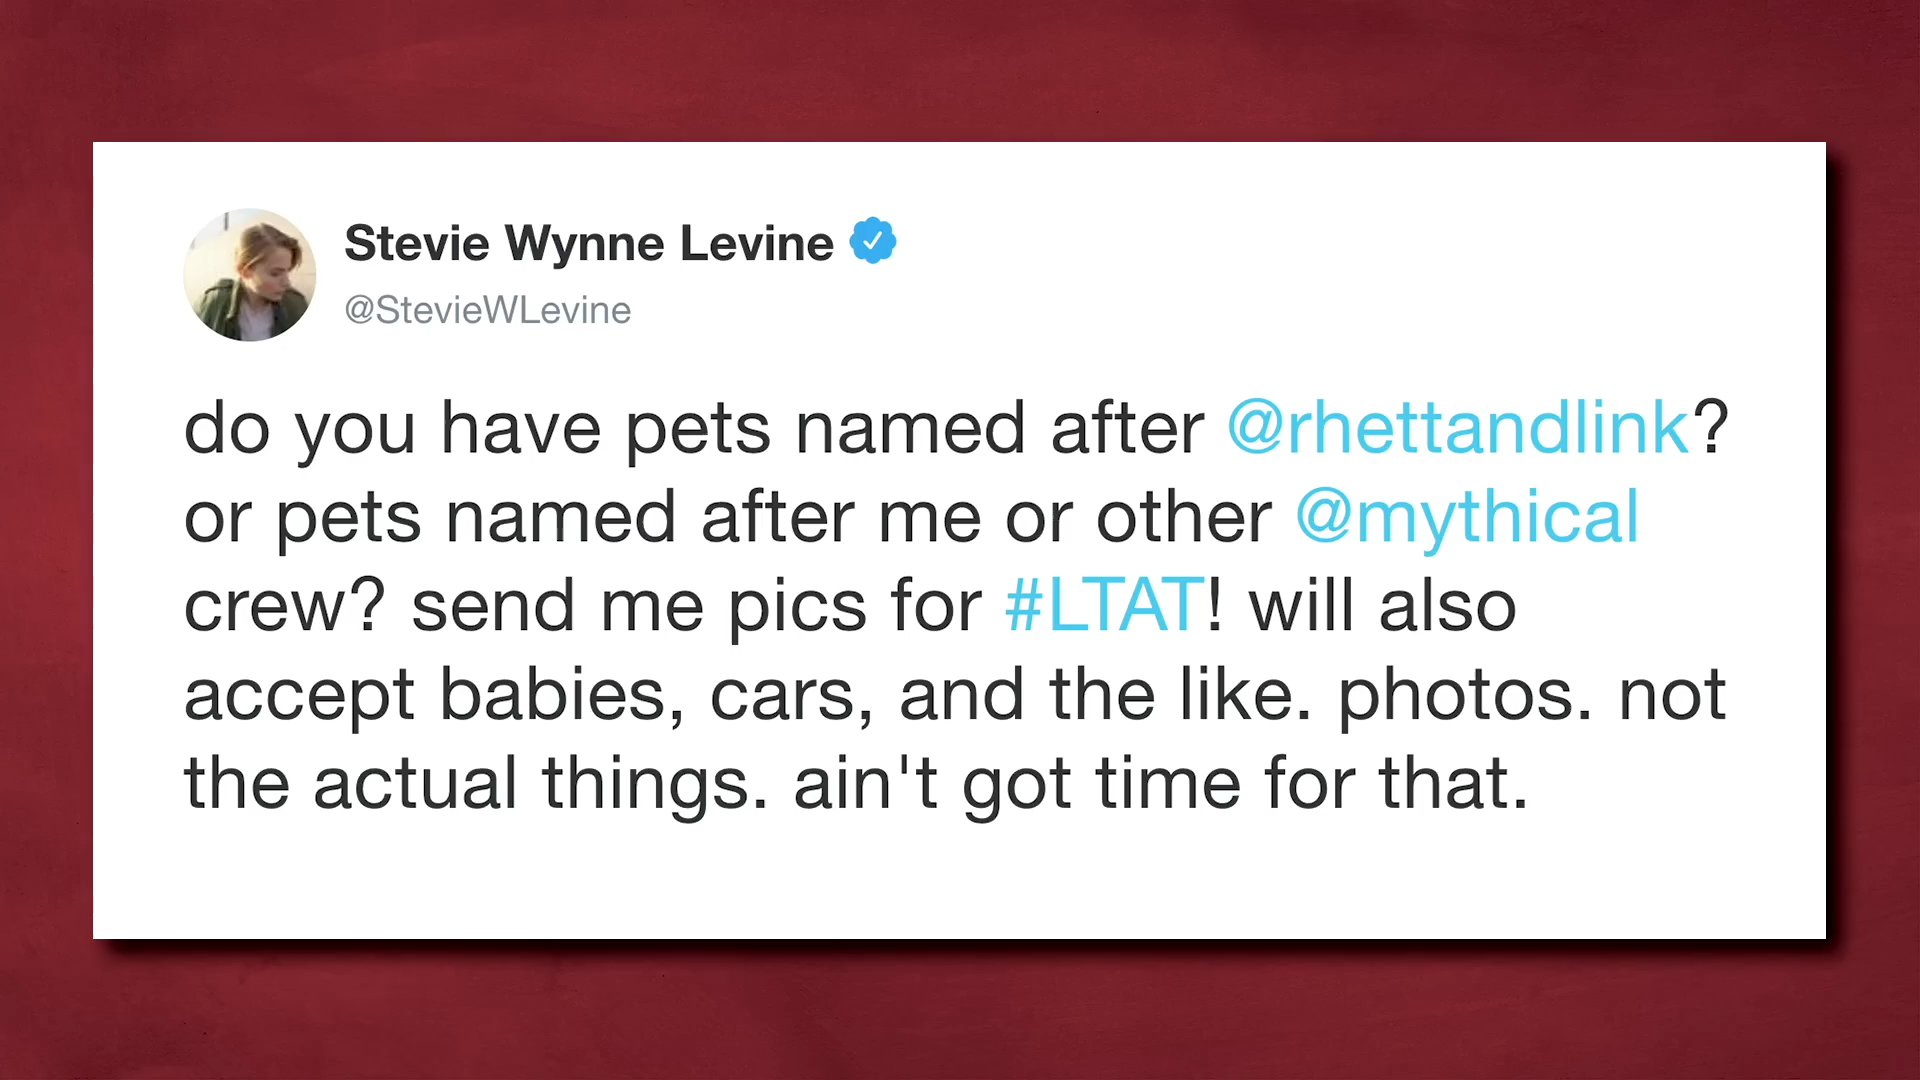 Stevie Wynne Levine
@StevieWLevine
do you have pets named after @rhettandlink?
or pets named after me or other @mythical
crew? send me pics for #LTAT! will also
accept babies, cars, and the like. photos. not
the actual things. ain't got time for that.